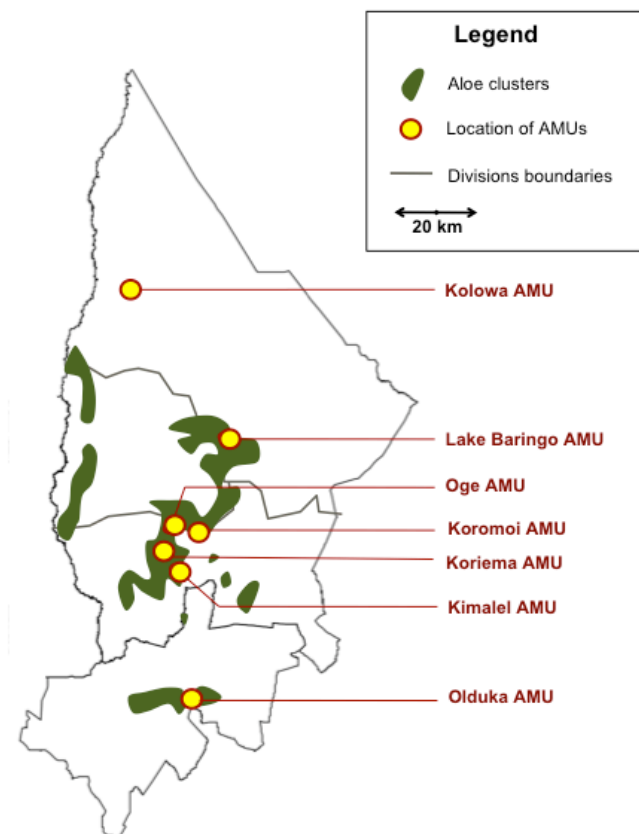 Legend
Aloe clusters
Location of AMUs
Divisions boundaries
20 km
Kolowa AMU
Lake Baringo AMU
Oge AMU
Koromoi AMU
Koriema AMU
Kimalel AMU
Olduka AMU